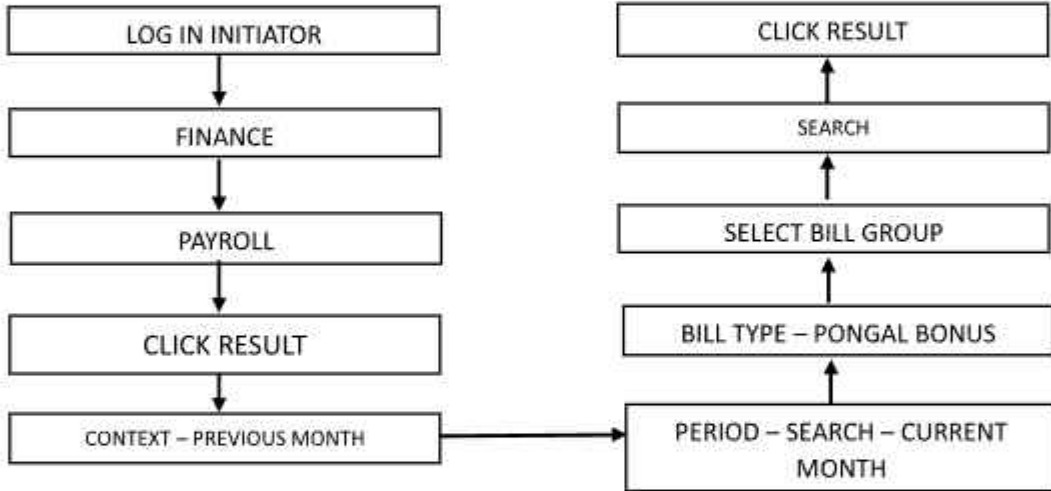 LOG IN INITIATOR
FINANCE
PAYROLL
CLICK RESULT
CONTEXT – PREVIOUS MONTH
PERIOD – SEARCH – CURRENT
MONTH
BILL TYPE – PONGAL BONUS
SELECT BILL GROUP
SEARCH
CLICK RESULT